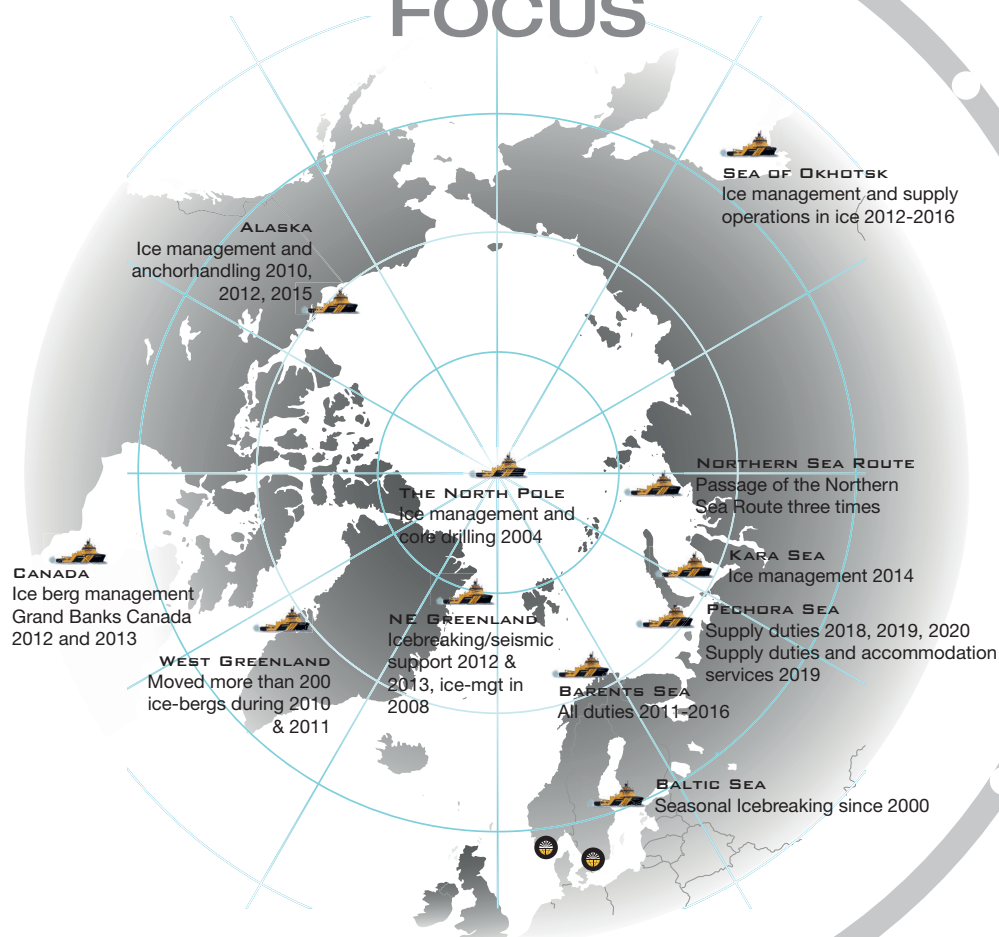 FOCUS
SEA OF OKHOTSK
Ice management and supply
operations in ice 2012-2016
ALASKA
Ice management and
anchorhandling 2010,
2012, 2015
NORTHERN SEA ROUTE
Passage of the Northern
Sea Route three times
THE NORTH POLE
Ice management and
core drilling 2004
KARA SEA
Ice management 2014
CANADA
Ice berg management
Grand Banks Canada
2012 and 2013
PECHORA SEA
Supply duties 2018, 2019, 2020
Supply duties and accommodation
services 2019
NE GREENLAND
Icebreaking/seismic
support 2012 &
2013, ice-mgt in
2008
WEST GREENLAND
Moved more than 200
ice-bergs during 2010
& 2011
BARENTS SEA
All duties 2011-2016
BALTIC SEA
Seasonal Icebreaking since 2000